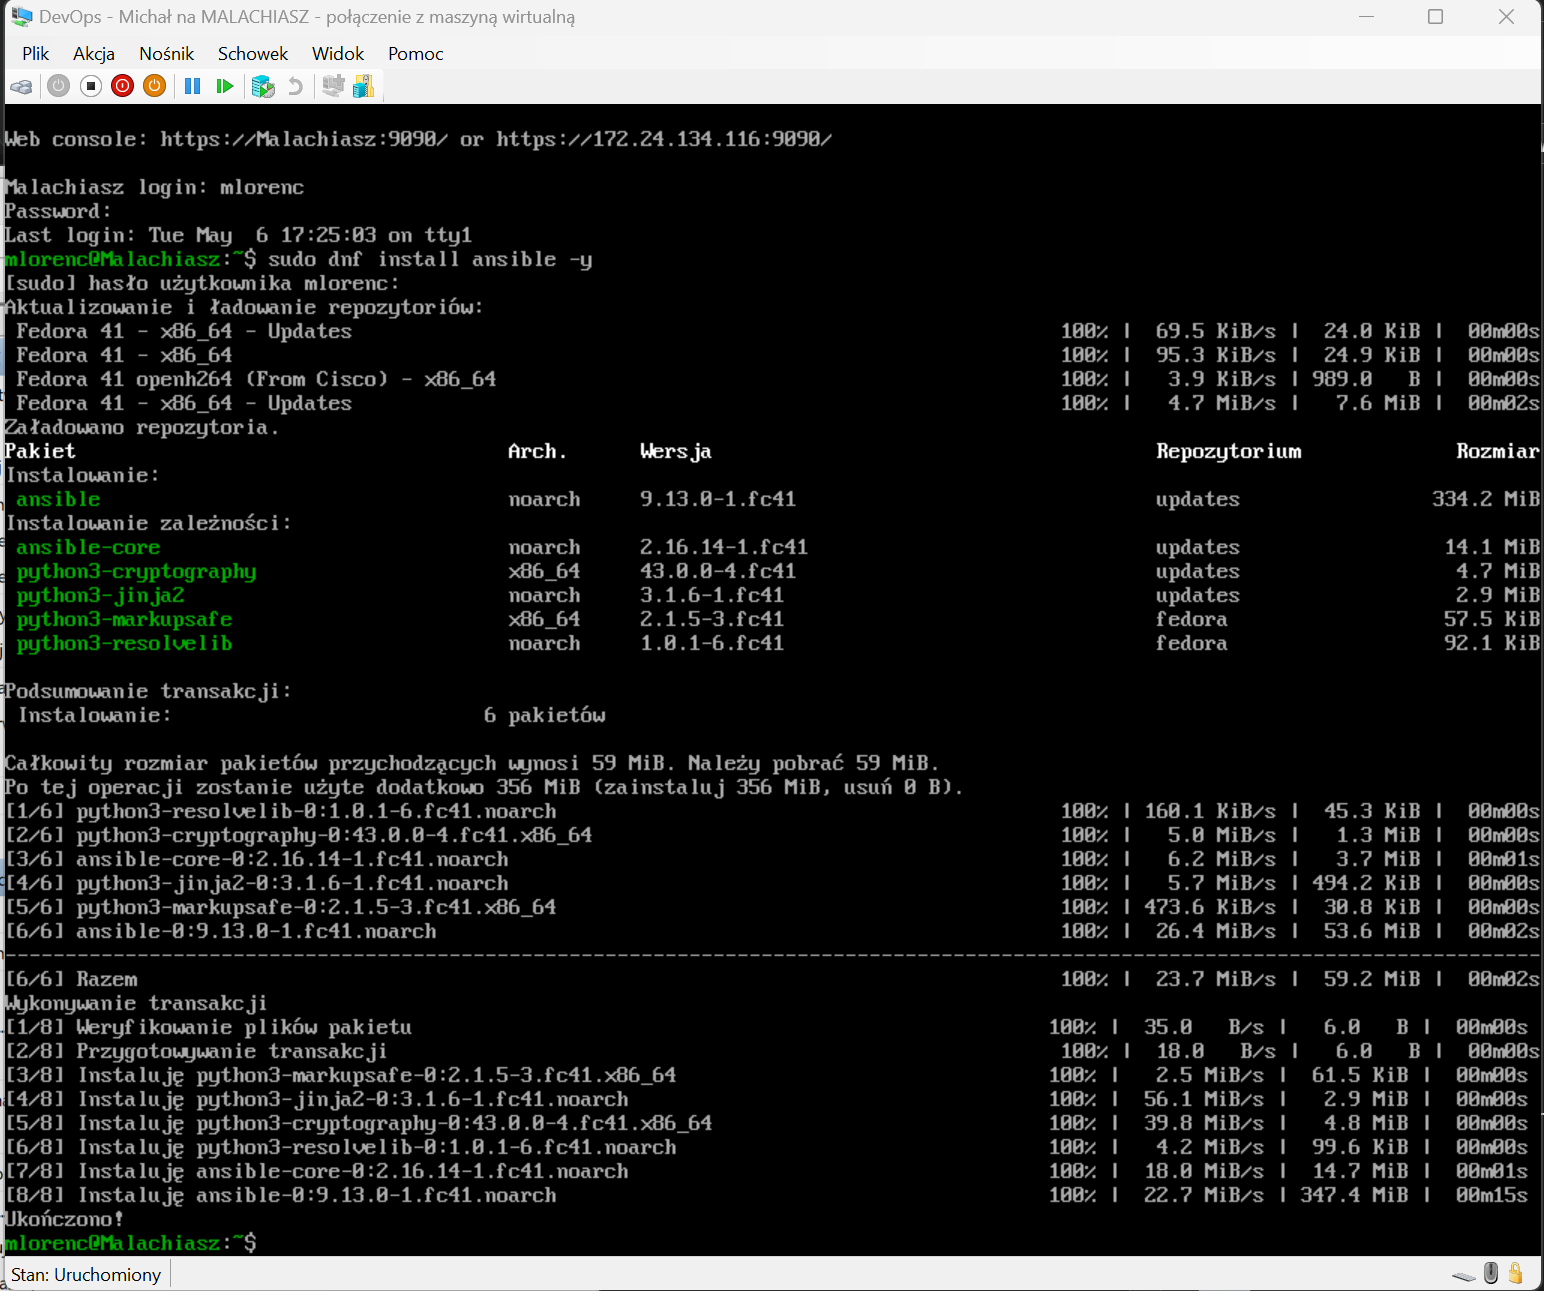 DevOps - Michał na MALACHIASZ - połączenie z maszyną wirtualną
Plik Akcja Nośnik Schowek Widok Pomoc
Web console: https://Malachiasz:9090/ or https://172.24.134.116:9090/
Malachiasz login: mlorenc
Password:
Last login: Tue May  6 17:25:03 on tty1
mlorenc@Malachiasz:~$ sudo dnf install ansible -y
[sudo] hasło użytkownika mlorenc:
Aktualizowanie i ładowanie repozytoriów:
Fedora 41 - x86_64 - Updates 100% | 69.5 KiB/s | 24.0 KiB | 00m00s
Fedora 41 - x86_64 100% | 95.3 KiB/s | 24.9 KiB | 00m00s
Fedora 41 openh264 (From Cisco) - x86_64 100% | 3.9 KiB/s | 989.0 B | 00m00s
Fedora 41 - x86_64 - Updates 100% | 4.7 MiB/s | 7.6 MiB | 00m02s
Załadowano repozytoria.
Pakiet Arch. Wersja Repozytorium Rozmiar
Instalowanie:
ansible noarch 9.13.0-1.fc41 updates 334.2 MiB
Instalowanie zależności:
ansible-core noarch 2.16.14-1.fc41 updates 14.1 MiB
python3-cryptography x86_64 43.0.0-4.fc41 updates 4.7 MiB
python3-jinja2 noarch 3.1.6-1.fc41 updates 2.9 MiB
python3-markupsafe x86_64 2.1.5-3.fc41 fedora 57.5 KiB
python3-resolvelib noarch 1.0.1-6.fc41 fedora 92.1 KiB
Podsumowanie transakcji:
Instalowanie: 6 pakietów
Całkowity rozmiar pakietów przychodzących wynosi 59 MiB. Należy pobrać 59 MiB.
Po tej operacji zostanie użyte dodatkowo 356 MiB (zainstaluj 356 MiB, usuń 0 B).
[1/6] python3-resolvelib-0:1.0.1-6.fc41.noarch 100% | 160.1 KiB/s | 45.3 KiB | 00m00s
[2/6] python3-cryptography-0:43.0.0-4.fc41.x86_64 100% | 5.0 MiB/s | 1.3 MiB | 00m00s
[3/6] ansible-core-0:2.16.14-1.fc41.noarch 100% | 6.2 MiB/s | 3.7 MiB | 00m01s
[4/6] python3-jinja2-0:3.1.6-1.fc41.noarch 100% | 5.7 MiB/s | 494.2 KiB | 00m00s
[5/6] python3-markupsafe-0:2.1.5-3.fc41.x86_64 100% | 473.6 KiB/s | 30.8 KiB | 00m00s
[6/6] ansible-0:9.13.0-1.fc41.noarch 100% | 26.4 MiB/s | 53.6 MiB | 00m02s
--------------------------------------------------------------------------------------------------------------------------------
[6/6] Razem 100% | 23.7 MiB/s | 59.2 MiB | 00m02s
Wykonywanie transakcji
[1/8] Weryfikowanie plików pakietu 100% | 35.0 B/s | 6.0 B | 00m00s
[2/8] Przygotowywanie transakcji 100% | 18.0 B/s | 6.0 B | 00m00s
[3/8] Instaluję python3-markupsafe-0:2.1.5-3.fc41.x86_64 100% | 2.5 MiB/s | 61.5 KiB | 00m00s
[4/8] Instaluję python3-jinja2-0:3.1.6-1.fc41.noarch 100% | 56.1 MiB/s | 2.9 MiB | 00m00s
[5/8] Instaluję python3-cryptography-0:43.0.0-4.fc41.x86_64 100% | 39.8 MiB/s | 4.8 MiB | 00m00s
[6/8] Instaluję python3-resolvelib-0:1.0.1-6.fc41.noarch 100% | 4.2 MiB/s | 99.6 KiB | 00m00s
[7/8] Instaluję ansible-core-0:2.16.14-1.fc41.noarch 100% | 18.0 MiB/s | 14.7 MiB | 00m01s
[8/8] Instaluję ansible-0:9.13.0-1.fc41.noarch 100% | 22.7 MiB/s | 347.4 MiB | 00m15s
Ukończono!
mlorenc@Malachiasz:~$
Stan: Uruchomiony